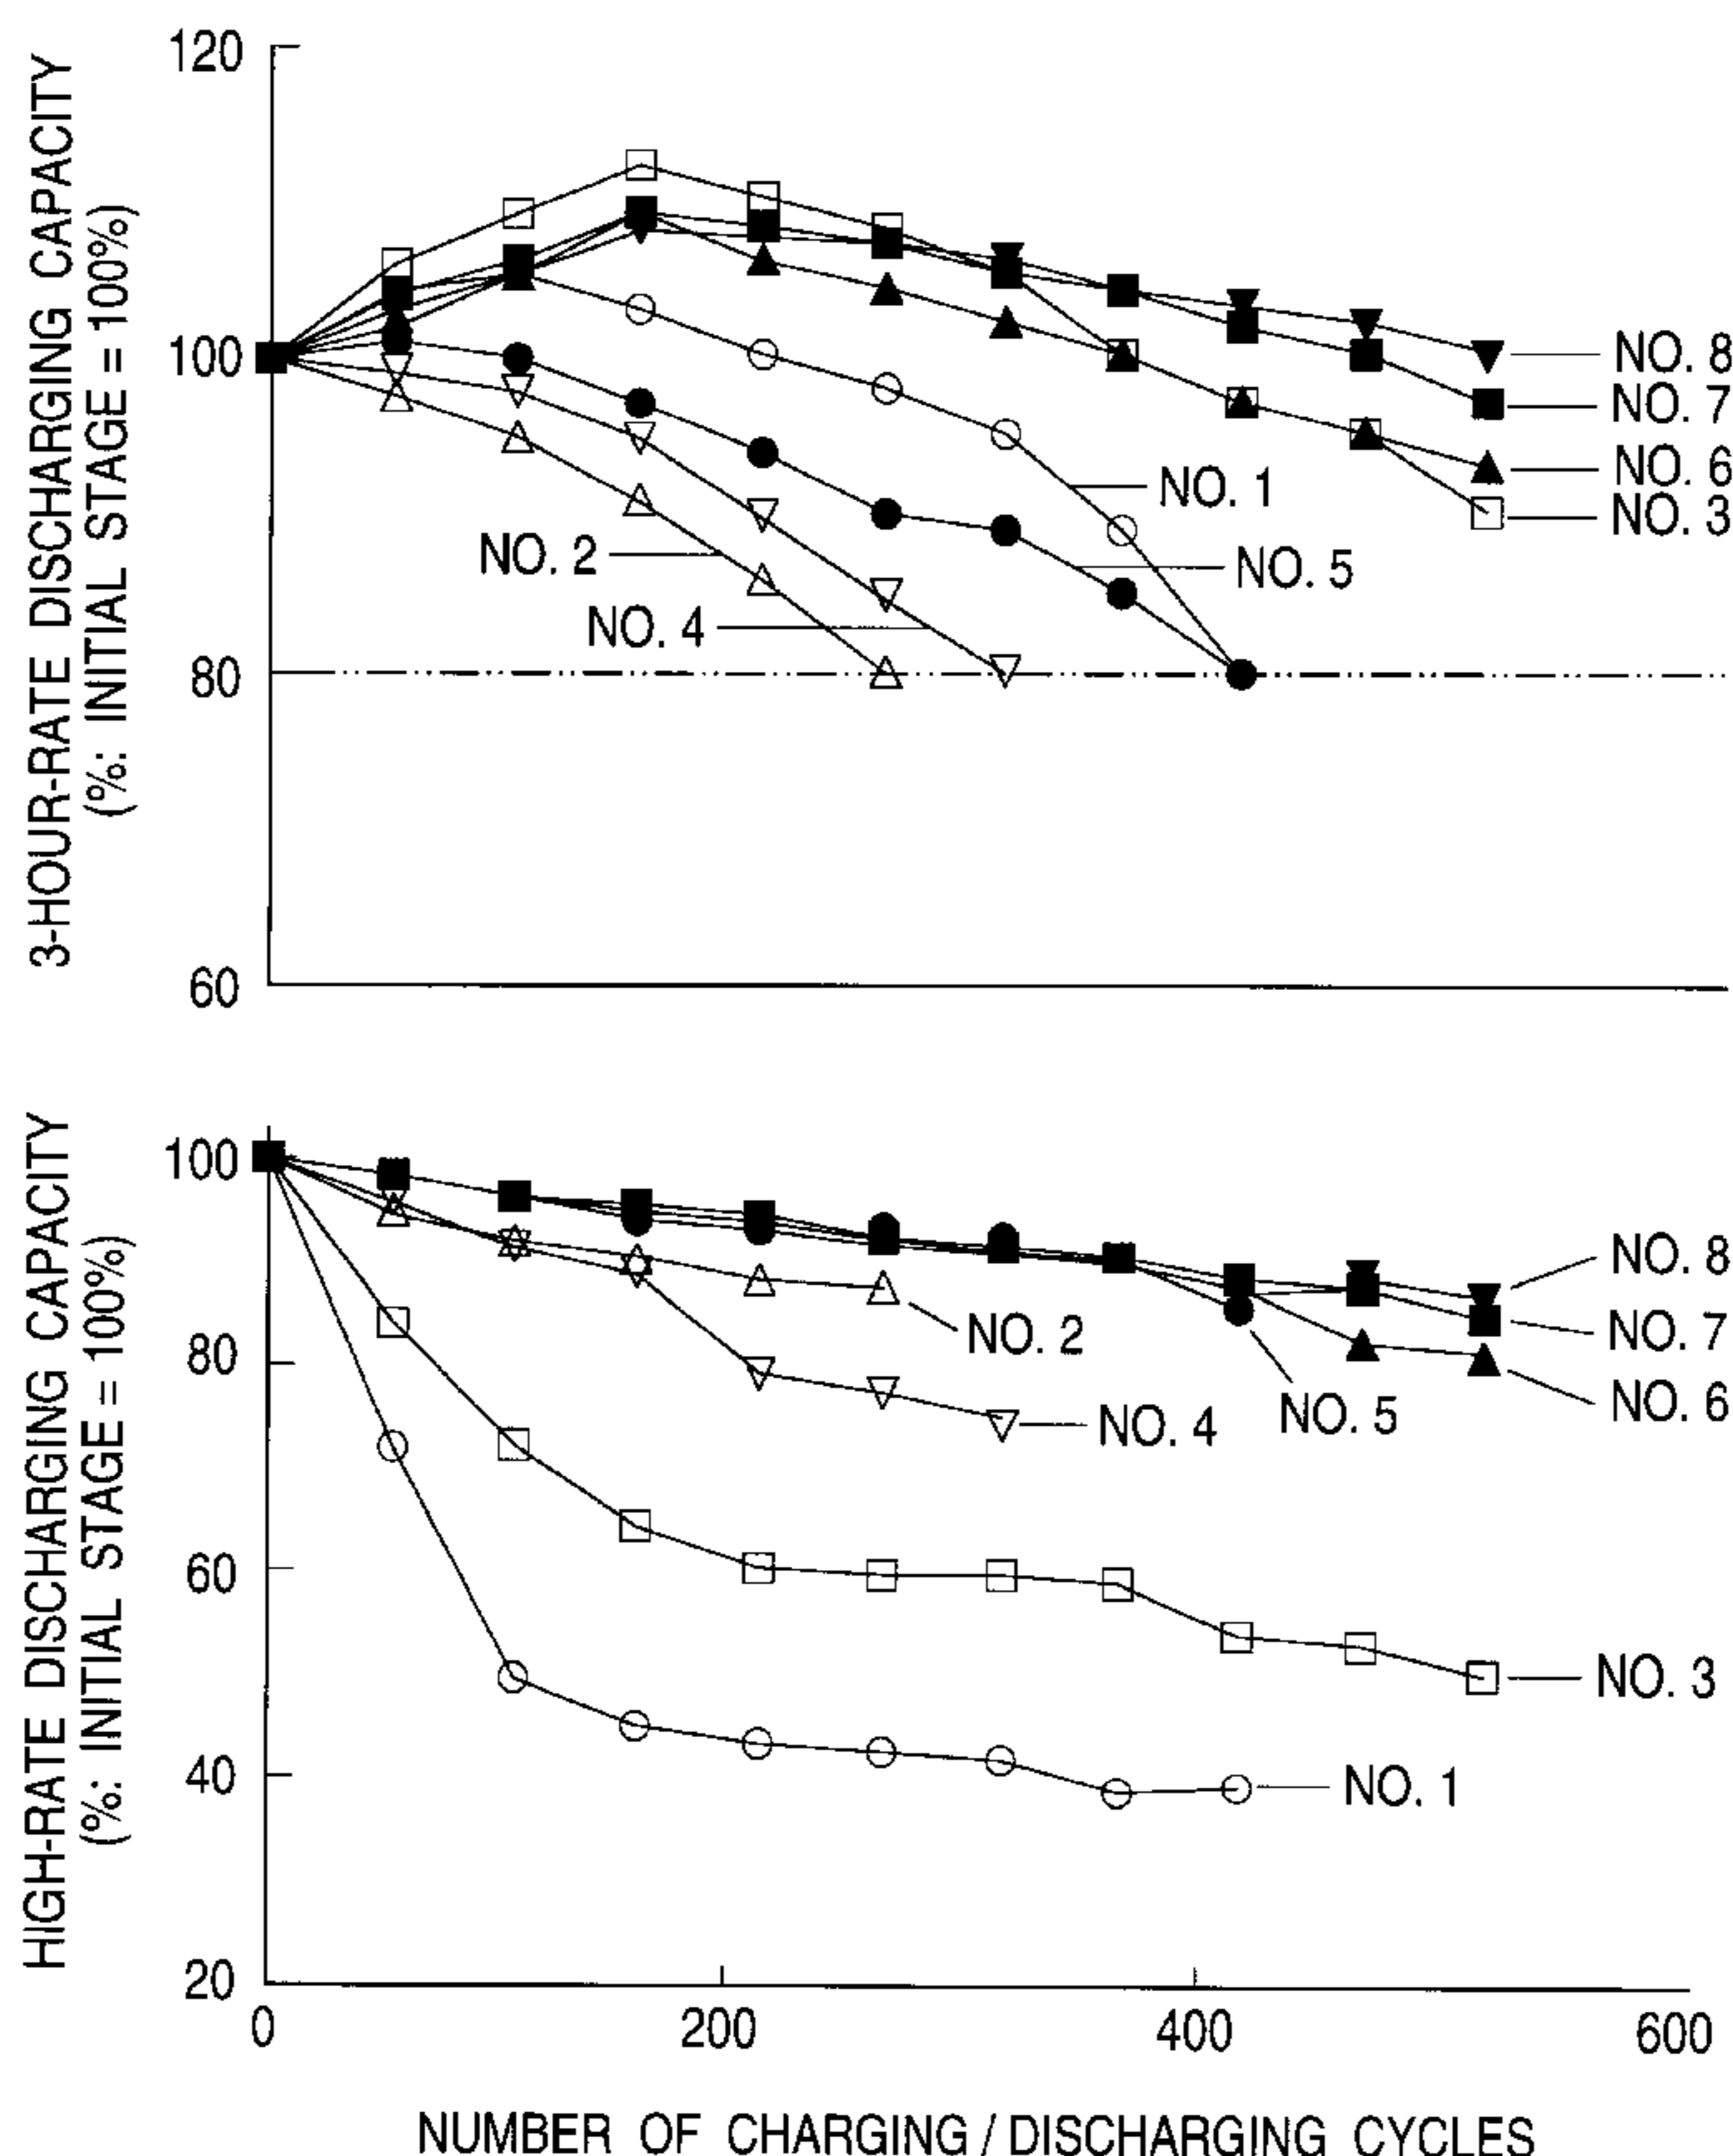 3-HOUR-RATE DISCHARGING CAPACITY
(%: INITIAL STAGE = 100%)
120
100
80
60
NO. 8
NO. 7
NO. 6
NO. 3
NO. 1
NO. 5
NO. 2
NO. 4
HIGH-RATE DISCHARGING CAPACITY
(%: INITIAL STAGE = 100%)
100
80
60
40
20
NO. 8
NO. 7
NO. 6
NO. 5
NO. 2
NO. 4
NO. 3
NO. 1
0
200
400
600
NUMBER OF CHARGING / DISCHARGING CYCLES